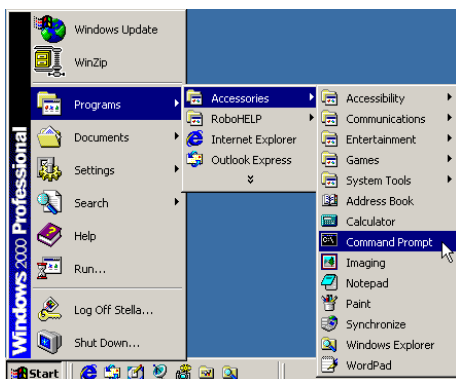 Windows 2000 Professional
Windows Update
WinZip
Programs
Documents
Settings
Search
Help
Run...
Log Off Stella...
Shut Down...
Accessories
RoboHELP
Internet Explorer
Outlook Express
Accessibility
Communications
Entertainment
Games
System Tools
Address Book
Calculator
Command Prompt
Imaging
Notepad
Paint
Synchronize
Windows Explorer
WordPad
Start